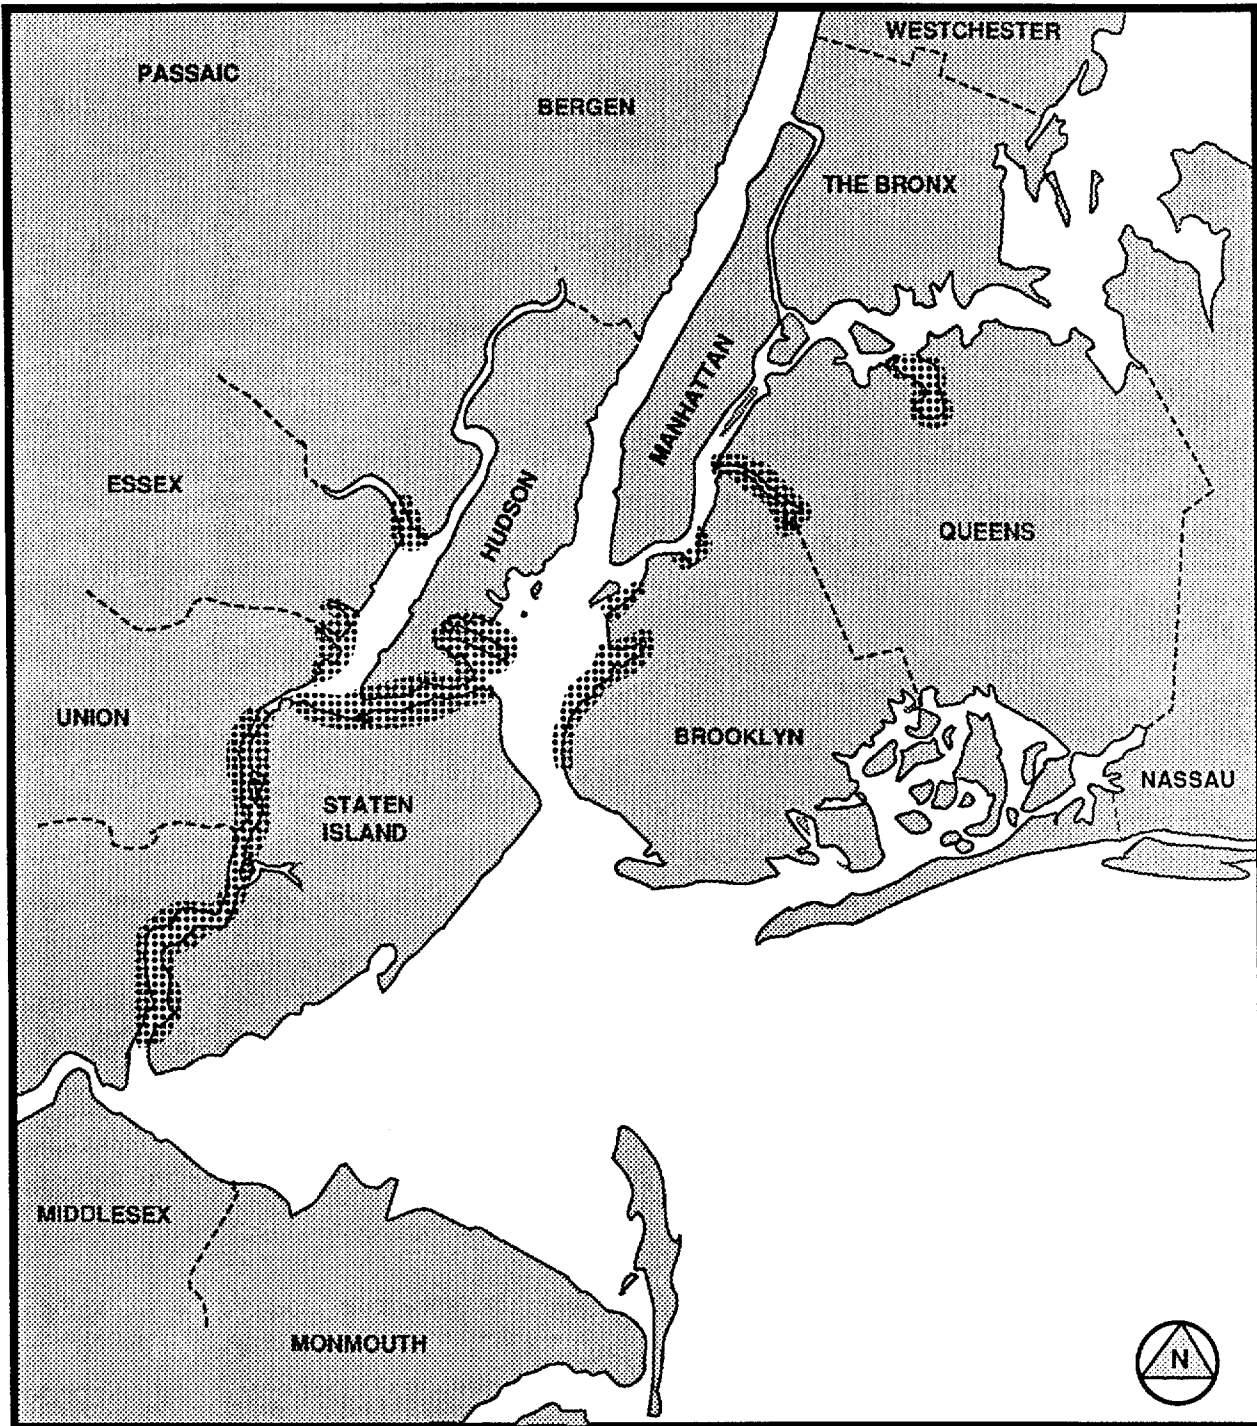 WESTCHESTER
PASSAIC
BERGEN
THE BRONX
MANHATTAN
ESSEX
HUDSON
QUEENS
UNION
BROOKLYN
NASSAU
STATEN
ISLAND
MIDDLESEX
MONMOUTH
N